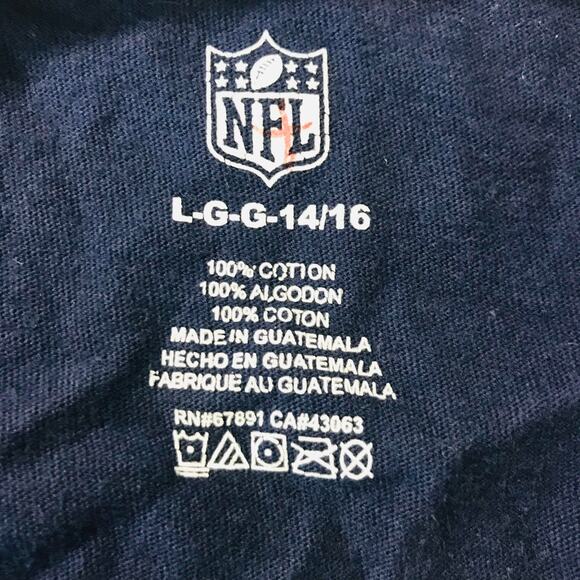 NFL
L-G-G-14/16
100% COTTON
100% ALGODON
100% COTON
MADE IN GUATEMALA
HECHO EN GUATEMALA
FABRIQUE AU GUATEMALA
RN#67891 CA#43063